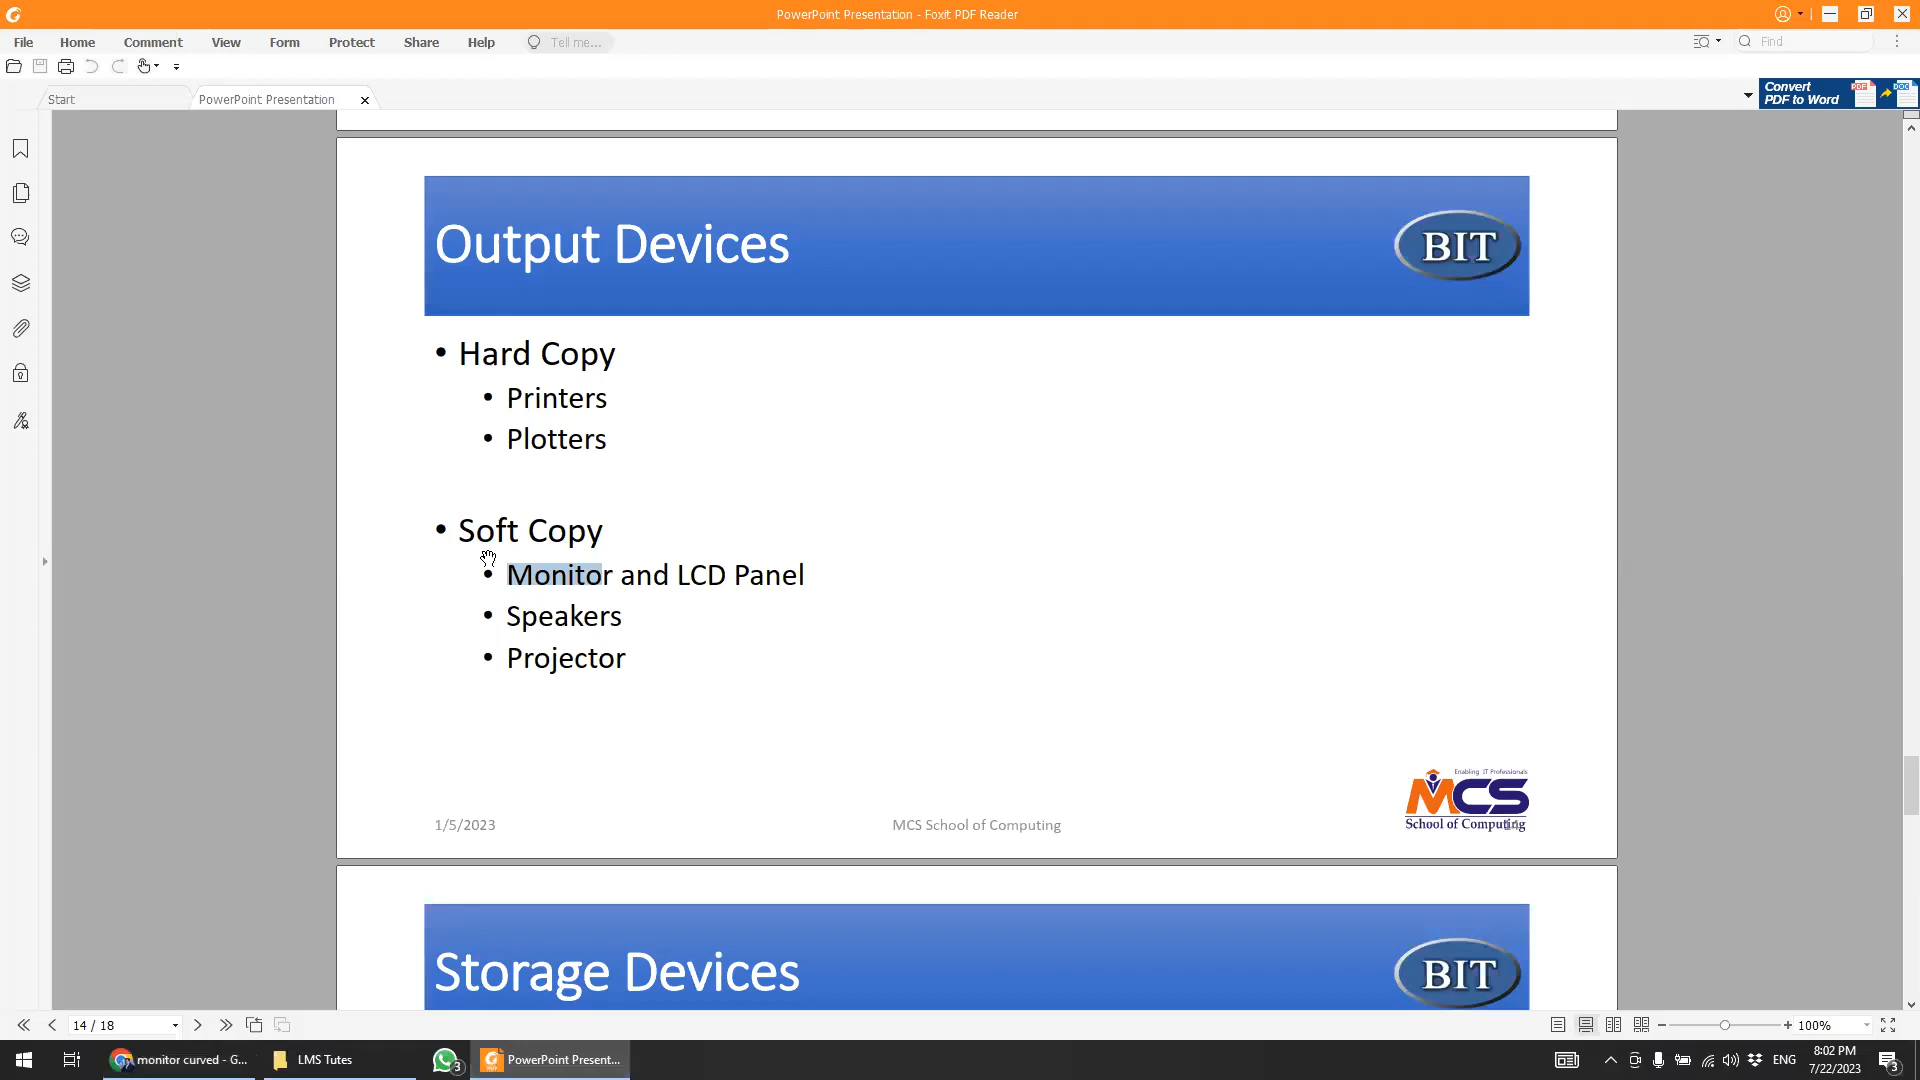 PowerPoint Presentation - Foxit PDF Reader
File Home Comment View Form Protect Share Help Tell me... Find
Start PowerPoint Presentation
Convert
PDF to Word
Output Devices
BIT
• Hard Copy
• Printers
• Plotters
• Soft Copy
• Monitor and LCD Panel
• Speakers
• Projector
Enabling IT Professionals
MCS
School of Computing
1/5/2023 MCS School of Computing
Storage Devices
BIT
14 / 18 100%
monitor curved - G... LMS Tutes 3 PowerPoint Present... ENG
8:02 PM
7/22/2023
3